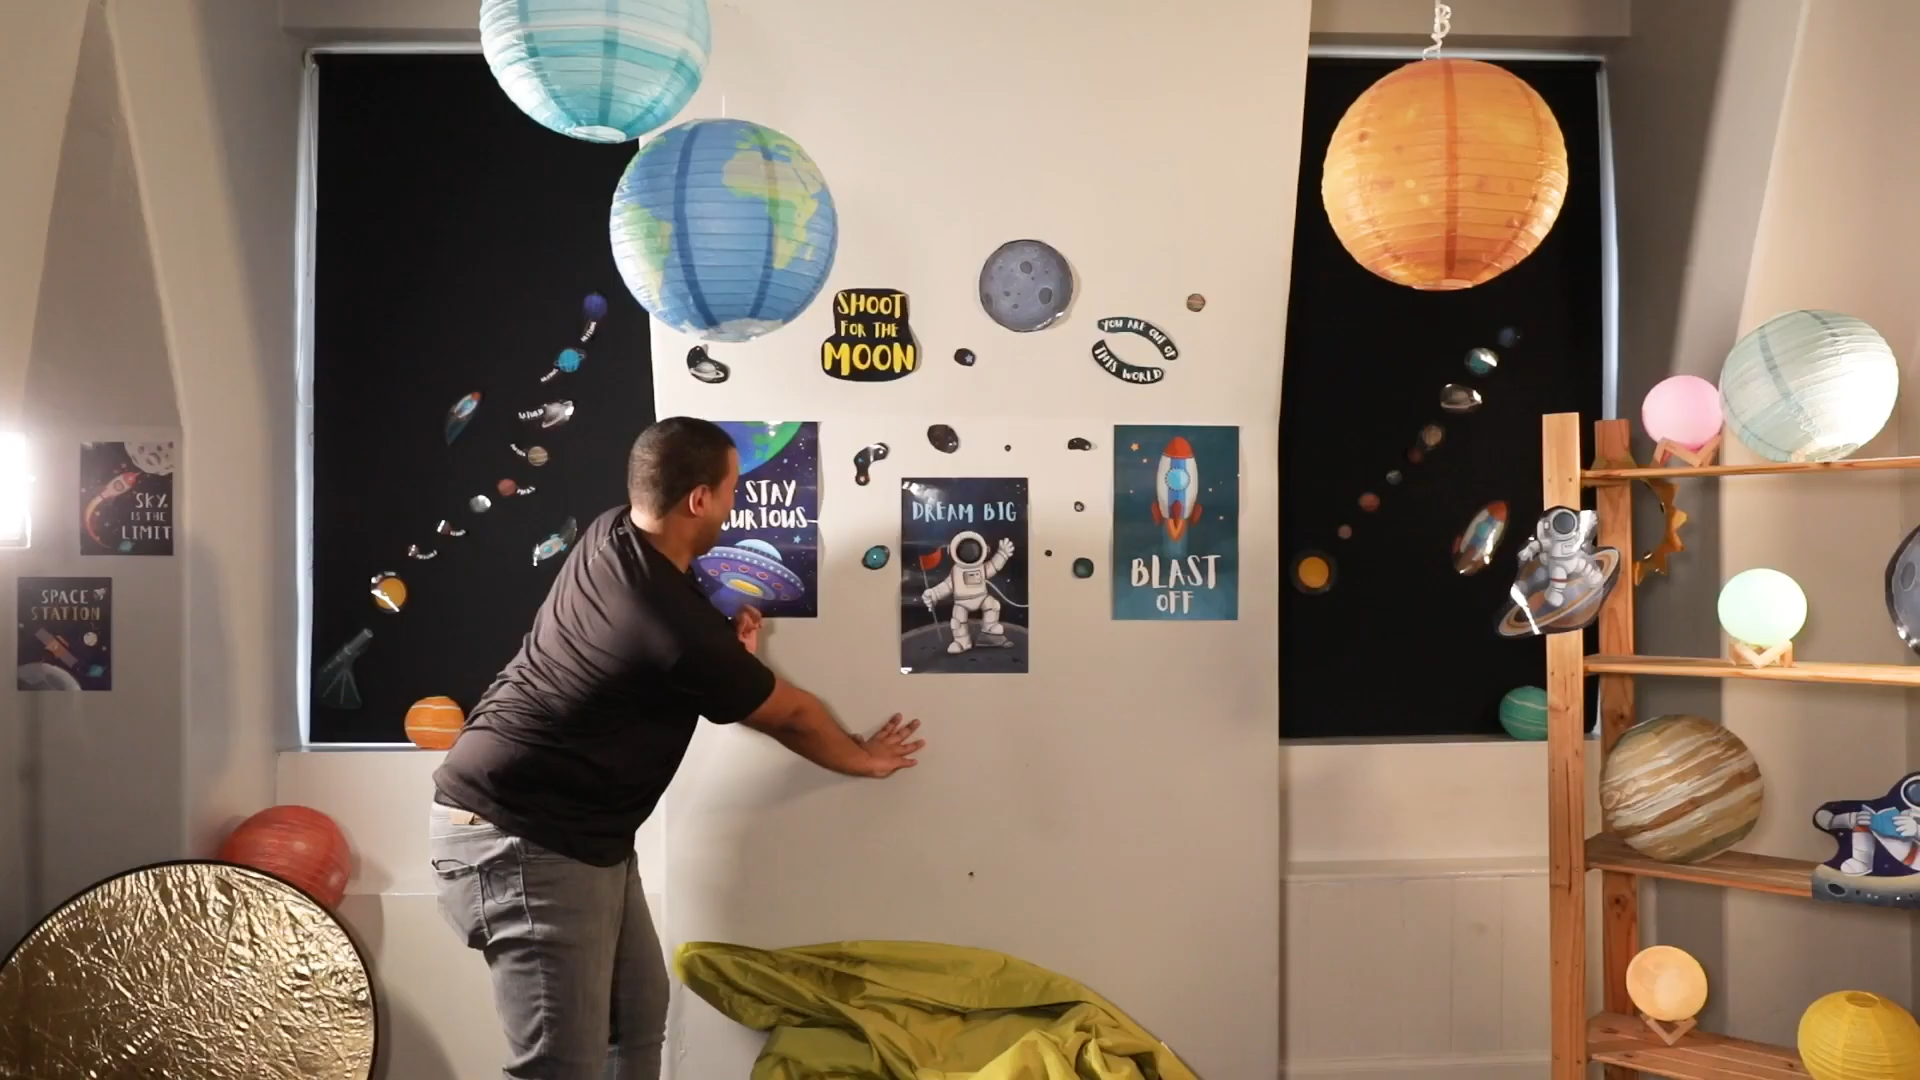 SHOOT
FOR THE
MOON
YOU ARE OUT OF
THIS WORLD
STAY
CURIOUS
DREAM BIG
BLAST
OFF
SKY
IS THE
LIMIT
SPACE
STATION